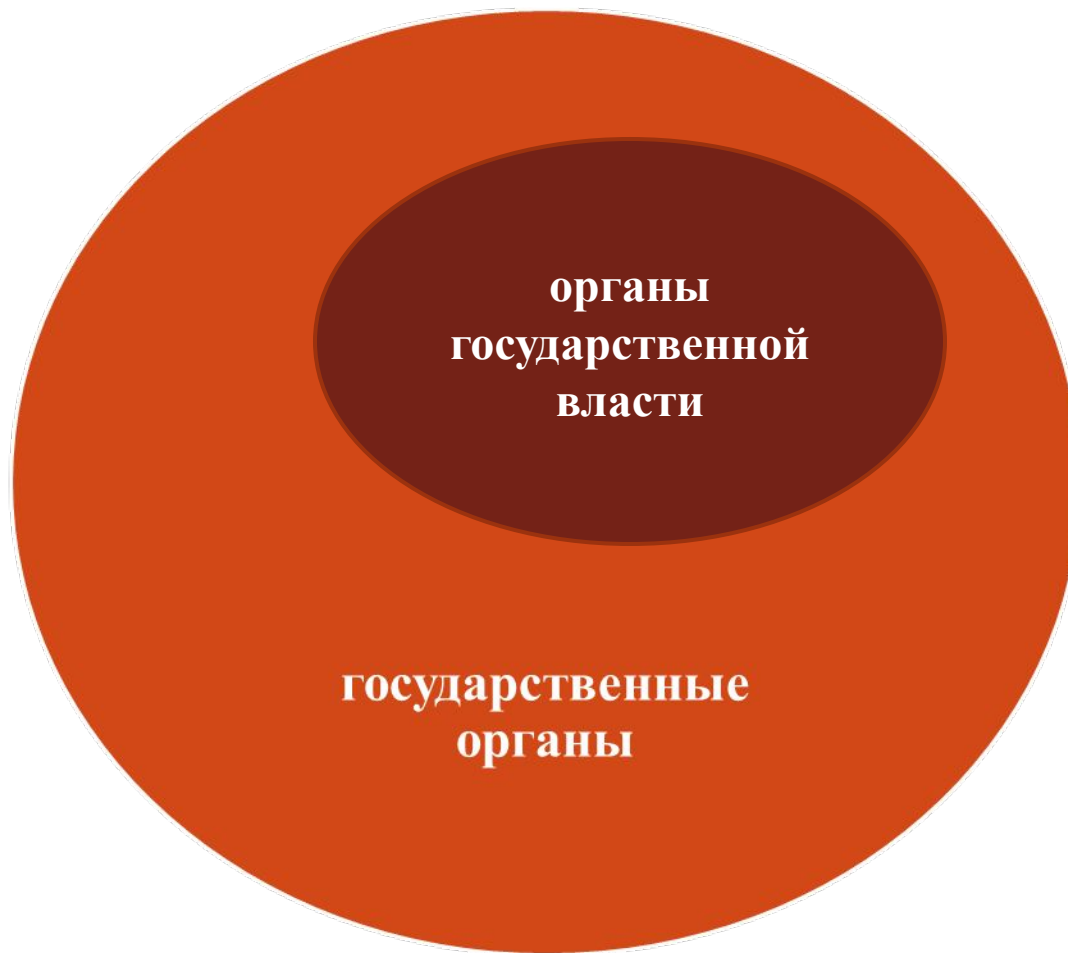 органы
государственной
власти
государственные
органы